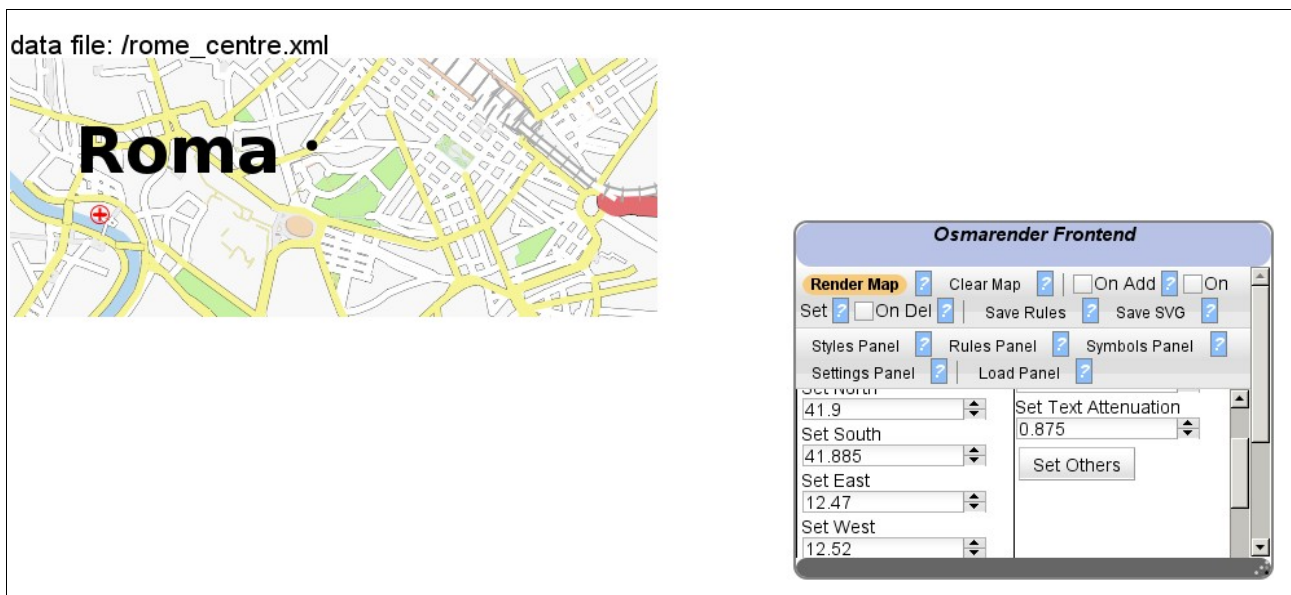 data file: /rome_centre.xml
Roma
Osmarender Frontend
Render Map ? Clear Map ? On Add ? On
Set ? On Del ? Save Rules ? Save SVG ?
Styles Panel ? Rules Panel ? Symbols Panel ?
Settings Panel ? Load Panel ?
Set North
41.9
Set South
41.885
Set East
12.47
Set West
12.52
Set Text Attenuation
0.875
Set Others